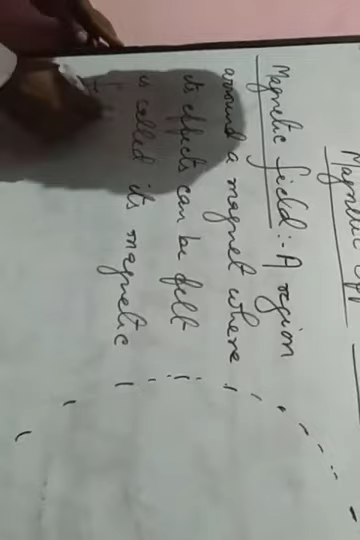 Magnetic
Magnetic field:- A region
around a magnet where
its effects can be felt
is called its magnetic